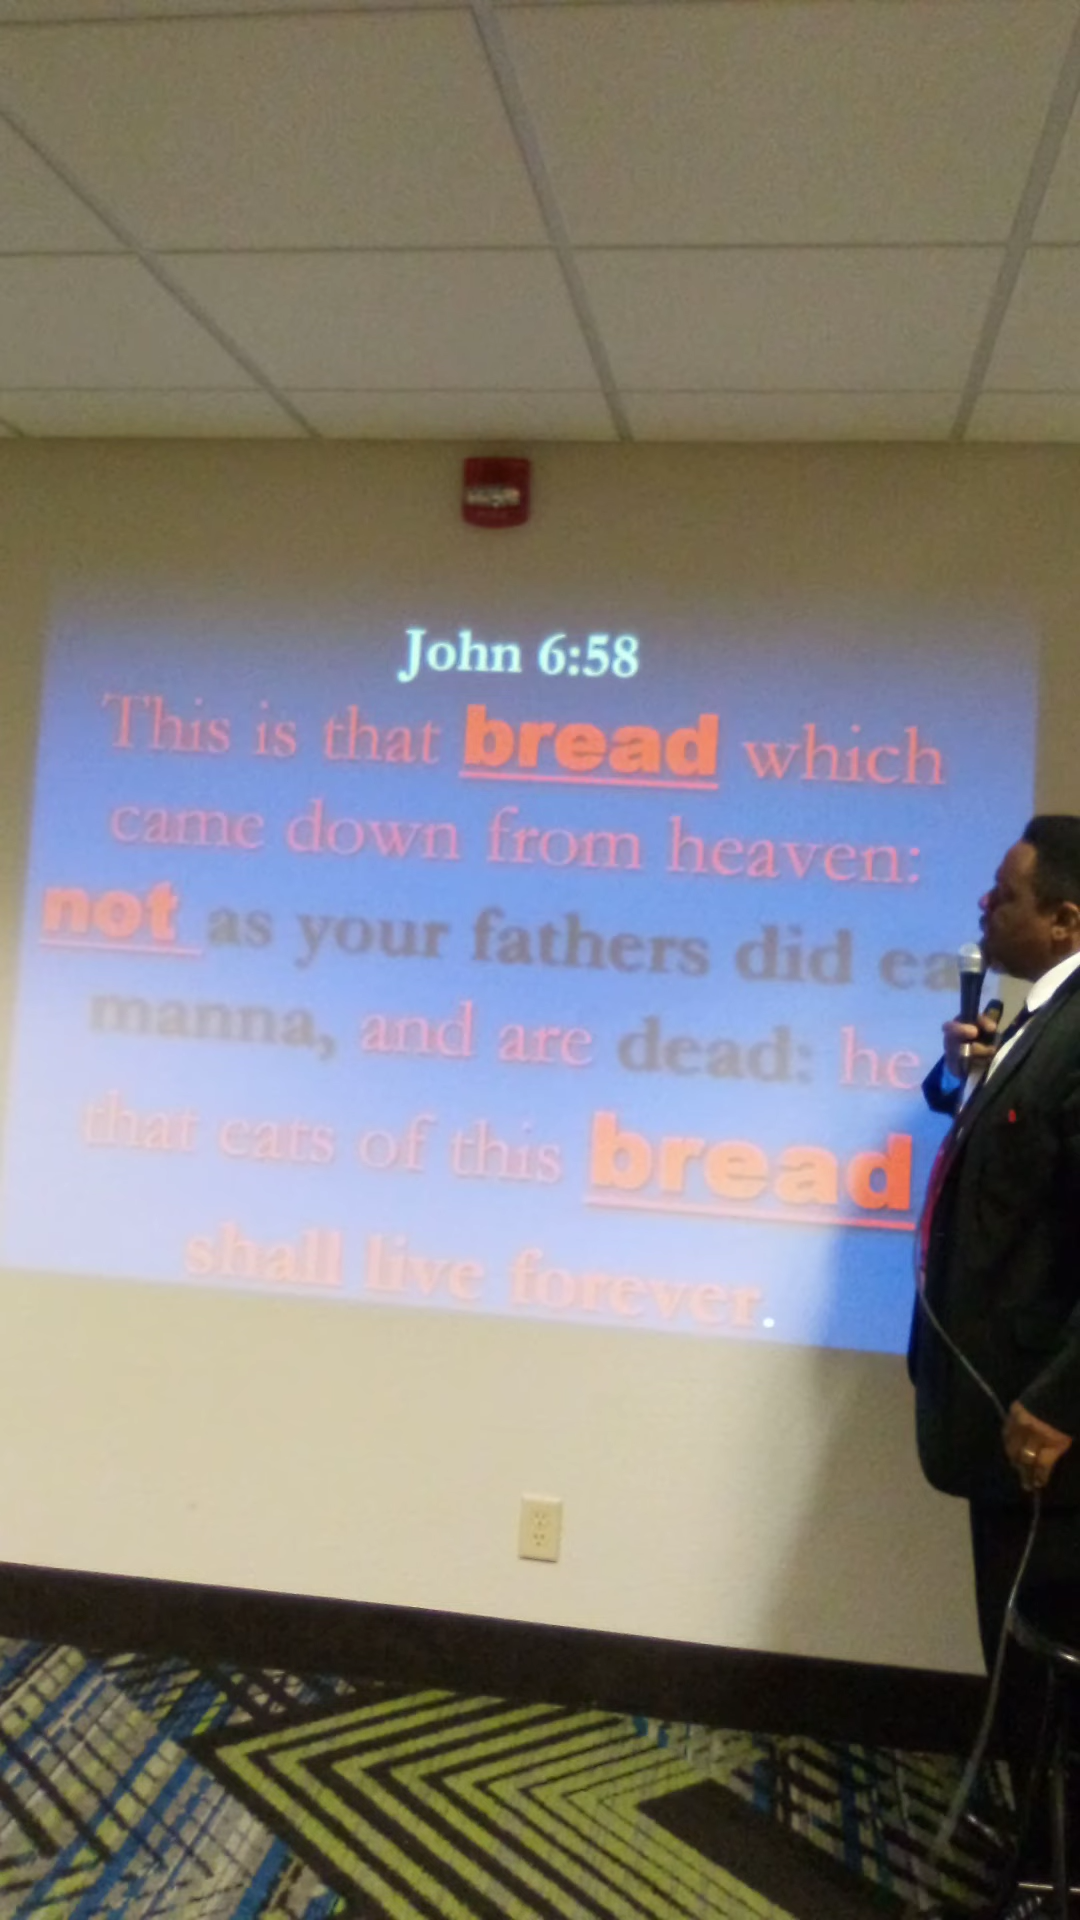 John 6:58
This is that bread which
came down from heaven:
not as your fathers did ea
manna, and are dead: he
that eats of this bread
shall live forever.